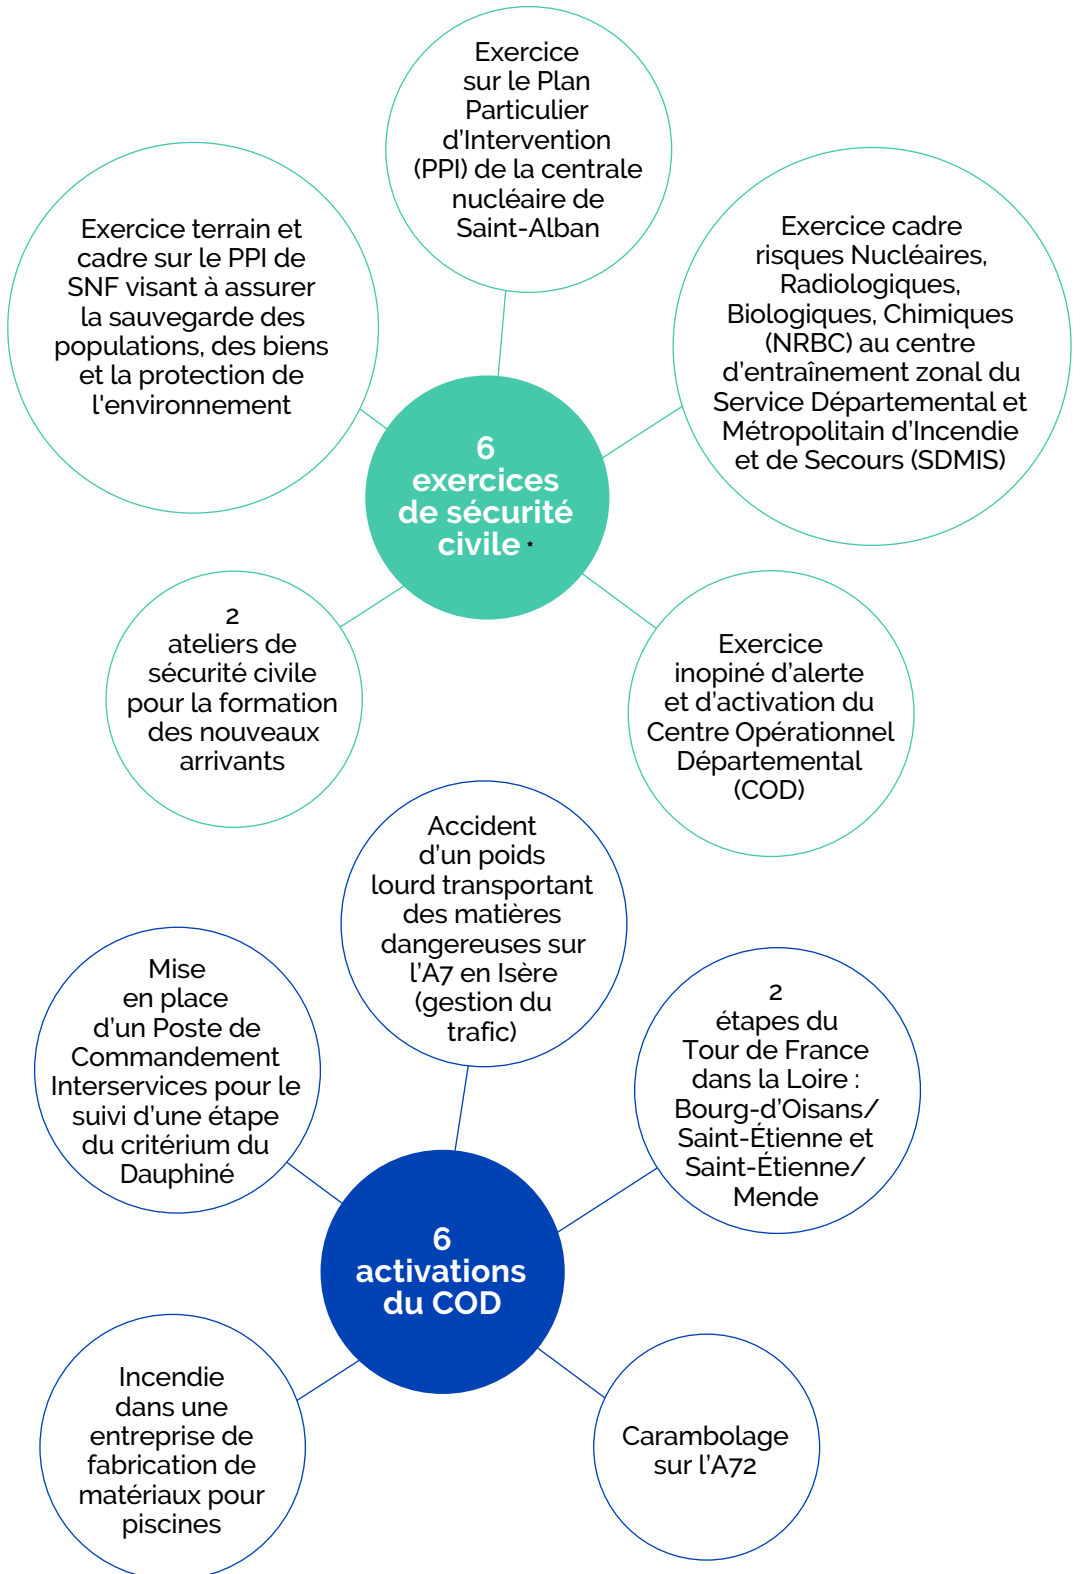 Exercice
sur le Plan
Particulier
d’Intervention
(PPI) de la centrale
nucléaire de
Saint-Alban
Exercice terrain et
cadre sur le PPI de
SNF visant à assurer
la sauvegarde des
populations, des biens
et la protection de
l'environnement
Exercice cadre
risques Nucléaires,
Radiologiques,
Biologiques, Chimiques
(NRBC) au centre
d’entraînement zonal du
Service Départemental et
Métropolitain d’Incendie
et de Secours (SDMIS)
6
exercices
de sécurité
civile *
2
ateliers de
sécurité civile
pour la formation
des nouveaux
arrivants
Exercice
inopiné d’alerte
et d’activation du
Centre Opérationnel
Départemental
(COD)
Accident
d’un poids
lourd transportant
des matières
dangereuses sur
l’A7 en Isère
(gestion du
trafic)
Mise
en place
d’un Poste de
Commandement
Interservices pour le
suivi d’une étape
du critérium du
Dauphiné
2
étapes du
Tour de France
dans la Loire :
Bourg-d’Oisans/
Saint-Étienne et
Saint-Étienne/
Mende
6
activations
du COD
Incendie
dans une
entreprise de
fabrication de
matériaux pour
piscines
Carambolage
sur l’A72